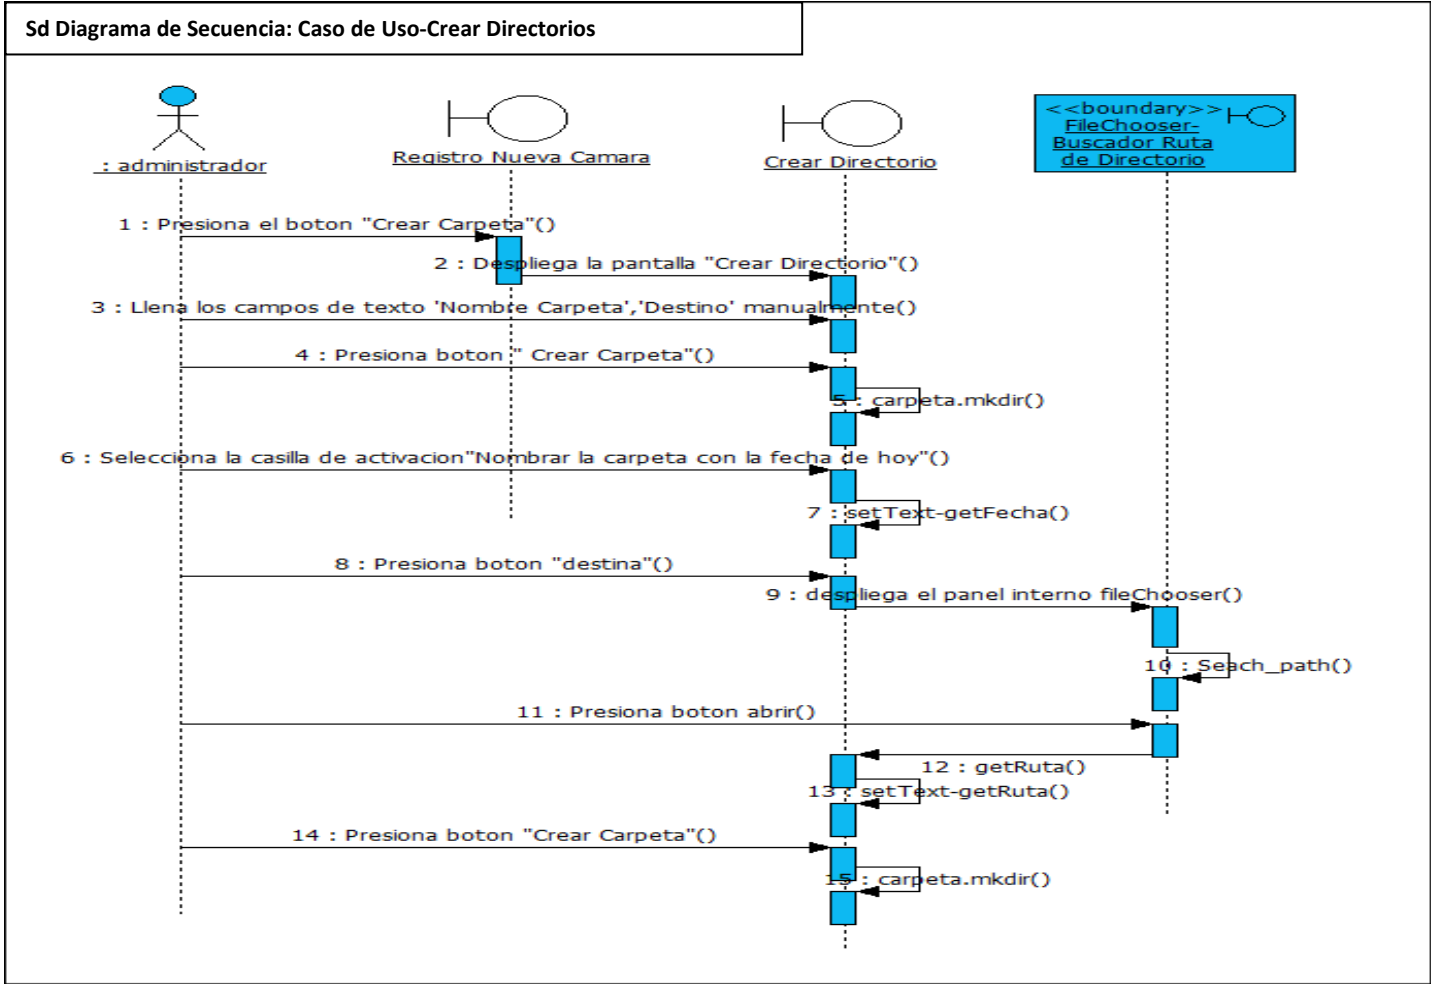 Sd Diagrama de Secuencia: Caso de Uso-Crear Directorios
: administrador
Registro Nueva Camara
Crear Directorio
<<boundary>>
FileChooser-
Buscador Ruta
de Directorio
1 : Presiona el boton "Crear Carpeta"()
2 : Despliega la pantalla "Crear Directorio"()
3 : Llena los campos de texto 'Nombre Carpeta','Destino' manualmente()
4 : Presiona boton " Crear Carpeta"()
5 : carpeta.mkdir()
6 : Selecciona la casilla de activacion"Nombrar la carpeta con la fecha de hoy"()
7 : setText-getFecha()
8 : Presiona boton "destina"()
9 : despliega el panel interno fileChooser()
10 : Seach_path()
11 : Presiona boton abrir()
12 : getRuta()
13 : setText-getRuta()
14 : Presiona boton "Crear Carpeta"()
15 : carpeta.mkdir()